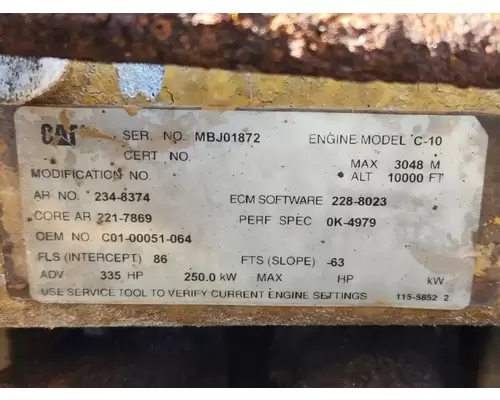 CAT SER. NO. MBJ01872 ENGINE MODEL C-10
CERT NO. MAX 3048 M
MODIFICATION NO. ALT 10000 FT
AR NO. 234-8374 ECM SOFTWARE 228-8023
CORE AR 221-7869 PERF SPEC 0K-4979
OEM NO. C01-00051-064
FLS (INTERCEPT) 86 FTS (SLOPE) -63
ADV 335 HP 250.0 kW MAX HP kW
USE SERVICE TOOL TO VERIFY CURRENT ENGINE SETTINGS 115-5852 2